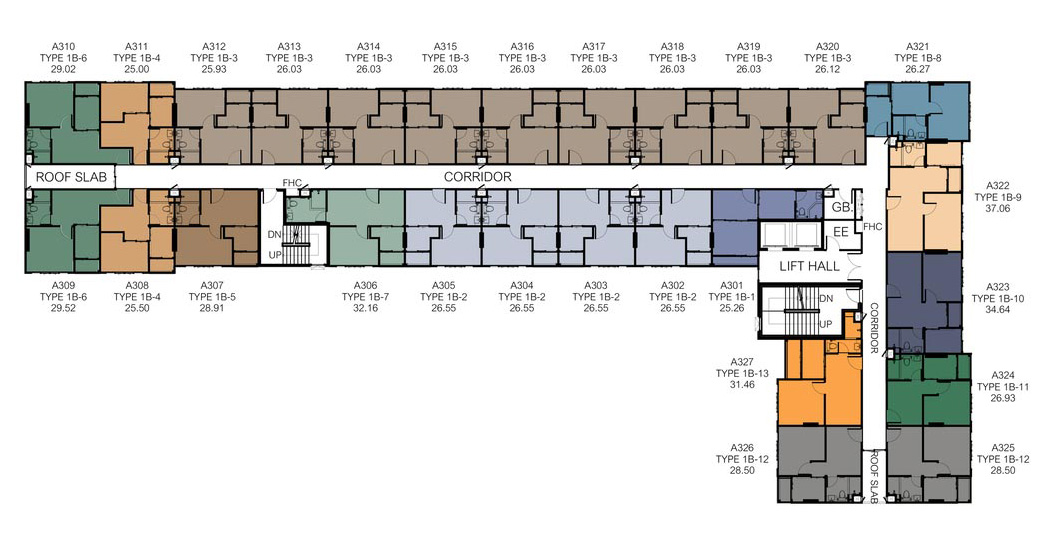 A310
TYPE 1B-6
29.02
A311
TYPE 1B-4
25.00
A312
TYPE 1B-3
25.93
A313
TYPE 1B-3
26.03
A314
TYPE 1B-3
26.03
A315
TYPE 1B-3
26.03
A316
TYPE 1B-3
26.03
A317
TYPE 1B-3
26.03
A318
TYPE 1B-3
26.03
A319
TYPE 1B-3
26.03
A320
TYPE 1B-3
26.12
A321
TYPE 1B-8
26.27
ROOF SLAB
CORRIDOR
FHC
A322
TYPE 1B-9
37.06
GB.
EE
FHC
DN
UP
LIFT HALL
A309
TYPE 1B-6
29.52
A308
TYPE 1B-4
25.50
A307
TYPE 1B-5
28.91
A306
TYPE 1B-7
32.16
A305
TYPE 1B-2
26.55
A304
TYPE 1B-2
26.55
A303
TYPE 1B-2
26.55
A302
TYPE 1B-2
26.55
A301
TYPE 1B-1
25.26
DN
UP
CORRIDOR
A323
TYPE 1B-10
34.64
A327
TYPE 1B-13
31.46
A324
TYPE 1B-11
26.93
A326
TYPE 1B-12
28.50
ROOF SLAB
A325
TYPE 1B-12
28.50